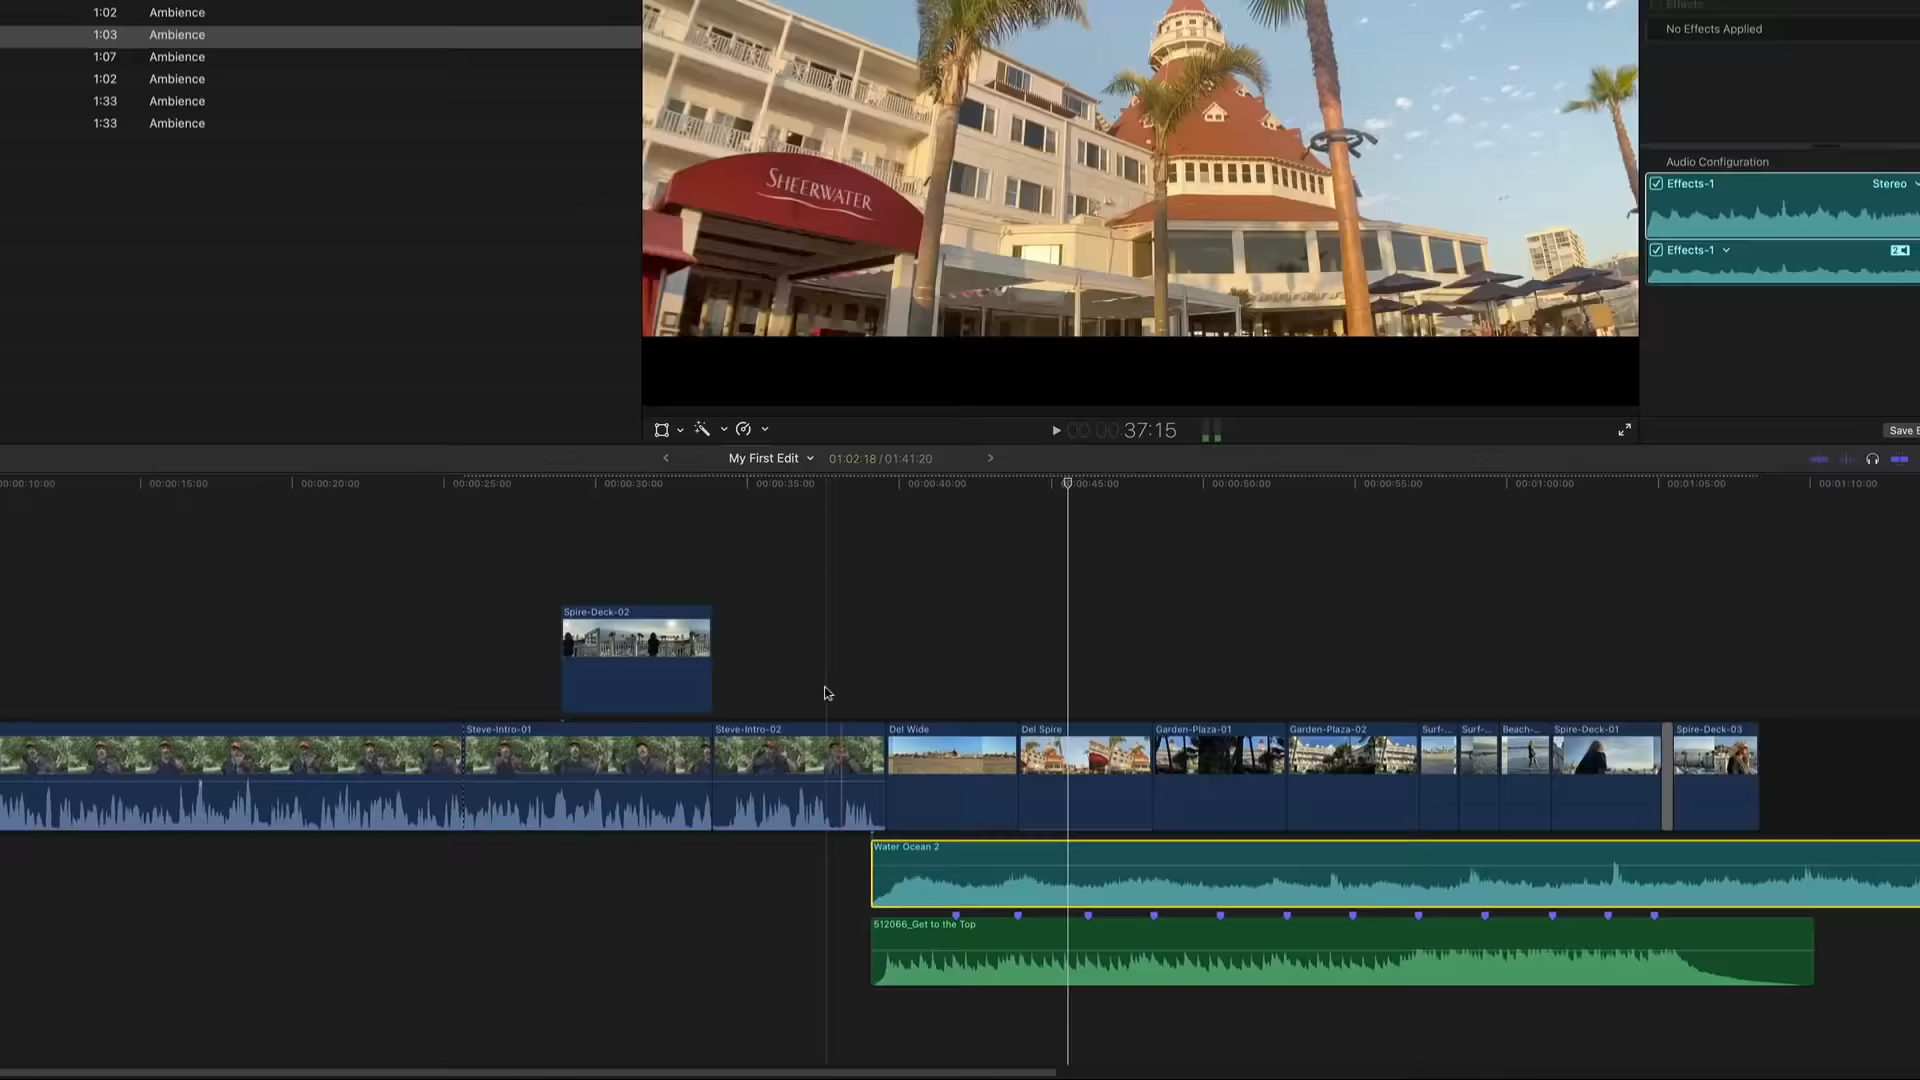 1:02 Ambience
1:03 Ambience
1:07 Ambience
1:02 Ambience
1:33 Ambience
1:33 Ambience
SHEERWATER
Effects
No Effects Applied
Audio Configuration
Effects-1 Stereo
Effects-1 2
00 00:37:15
Save E
My First Edit 01:02:18 / 01:41:20
00:00:10:00 00:00:15:00 00:00:20:00 00:00:25:00 00:00:30:00 00:00:35:00 00:00:40:00 00:45:00 00:00:50:00 00:00:55:00 00:01:00:00 00:01:05:00 00:01:10:00
Spire-Deck-02
Steve-Intro-01 Steve-Intro-02 Del Wide Del Spire Garden-Plaza-01 Garden-Plaza-02 Surf-... Surf-... Beach-... Spire-Deck-01 Spire-Deck-03
Water Ocean 2
512066_Get to the Top